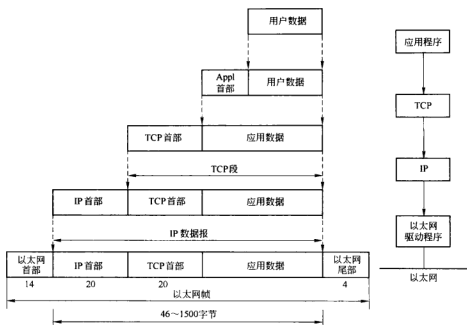 用户数据
应用程序
Appl
首部
用户数据
TCP首部
应用数据
TCP
TCP段
IP首部
TCP首部
应用数据
IP
IP数据报
以太网
驱动程序
以太网
首部
IP首部
TCP首部
应用数据
以太网
尾部
以太网
14
20
20
4
以太网帧
46～1500字节